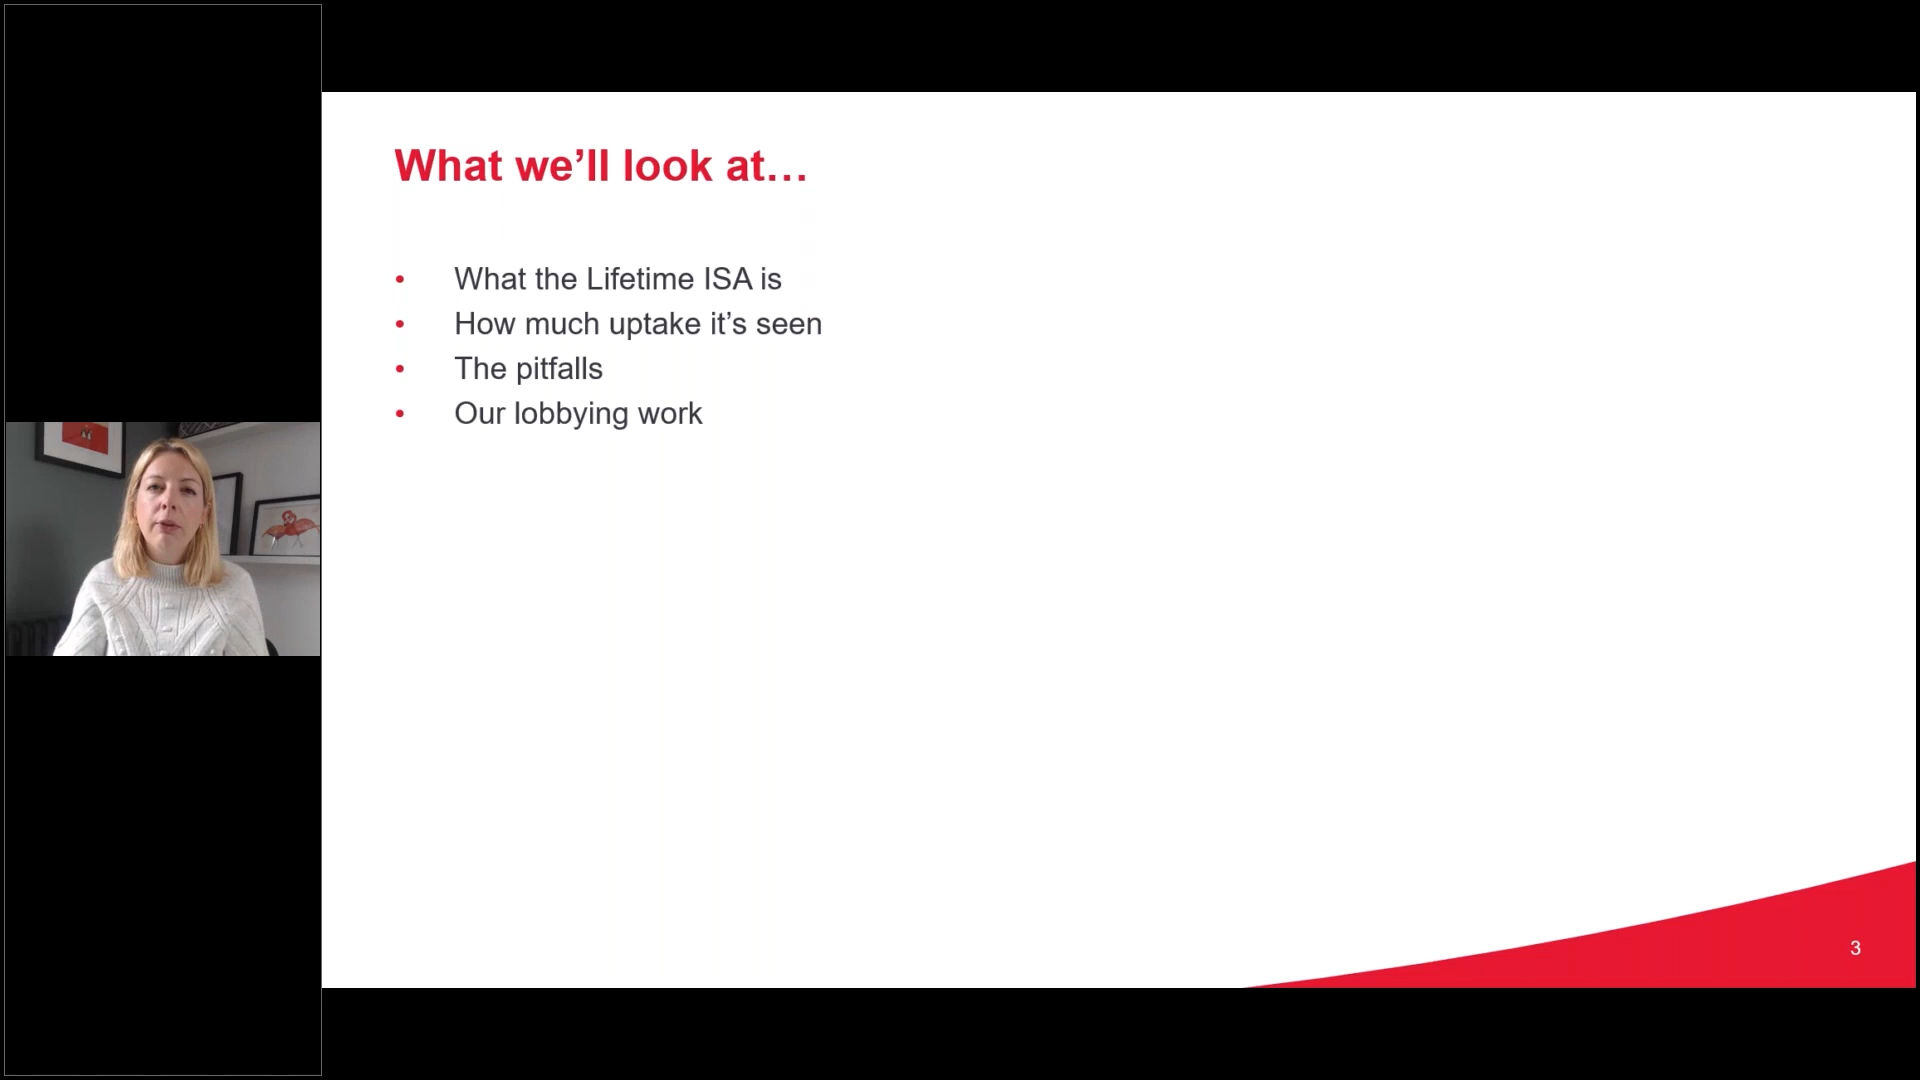 What we’ll look at…
• What the Lifetime ISA is
• How much uptake it’s seen
• The pitfalls
• Our lobbying work
3